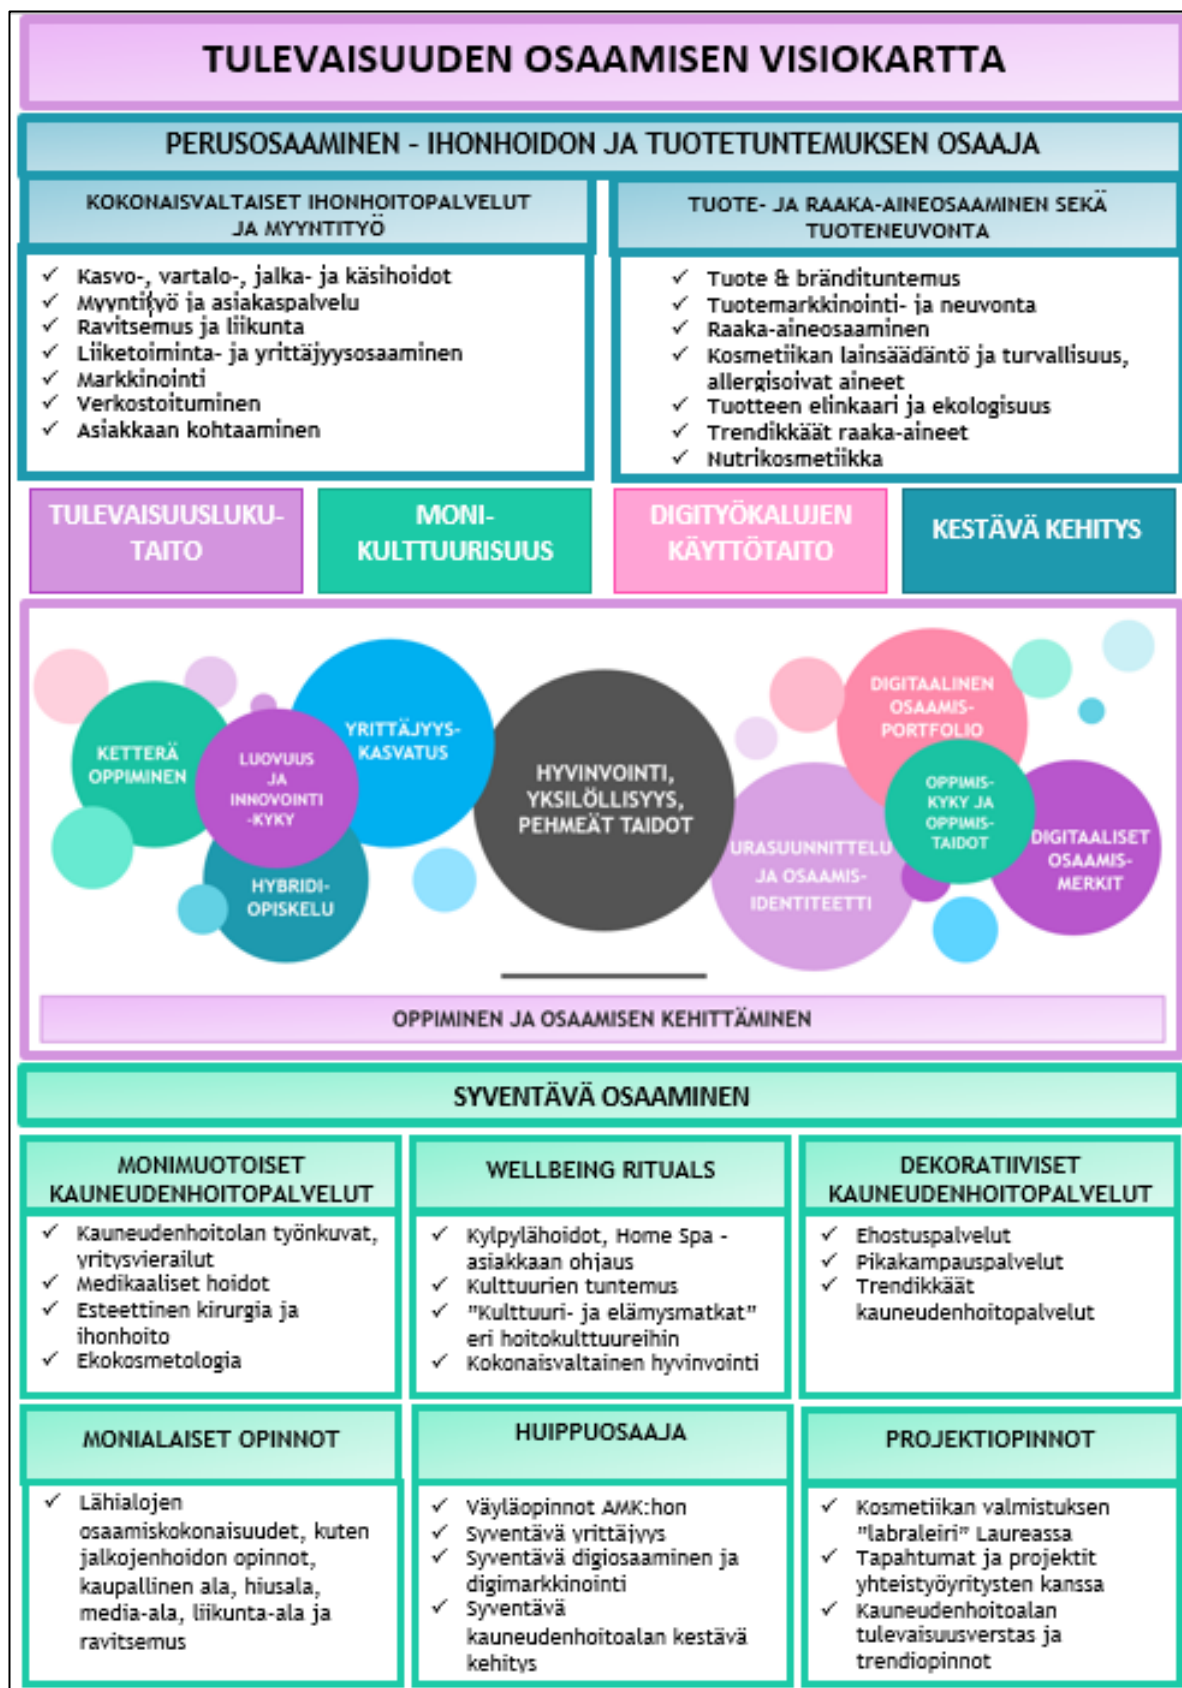 TULEVAISUUDEN OSAAMISEN VISIOKARTTA
PERUSOSAAMINEN – IHONHOIDON JA TUOTETUNTEMUKSEN OSAAJA
KOKONAISVALTAISET IHONHOITOPALVELUT
JA MYYNTITYÖ
✓ Kasvo-, vartalo-, jalka- ja käsihoidot
✓ Myyntityö ja asiakaspalvelu
✓ Ravitsemus ja liikunta
✓ Liiketoiminta- ja yrittäjyysosaaminen
✓ Markkinointi
✓ Verkostoituminen
✓ Asiakkaan kohtaaminen
TUOTE- JA RAAKA-AINEOSAAMINEN SEKÄ
TUOTENEUVONTA
✓ Tuote & brändituntemus
✓ Tuotemarkkinointi- ja neuvonta
✓ Raaka-aineosaaminen
✓ Kosmetiikan lainsäädäntö ja turvallisuus,
allergisoivat aineet
✓ Tuotteen elinkaari ja ekologisuus
✓ Trendikkäät raaka-aineet
✓ Nutrikosmetiikka
TULEVAISUUSLUKU-
TAITO
MONI-
KULTTUURISUUS
DIGITYÖKALUJEN
KÄYTTÖTAITO
KESTÄVÄ KEHITYS
KETTERÄ
OPPIMINEN
LUOVUUS
JA
INNOVOINTI
-KYKY
YRITTÄJYYS-
KASVATUS
HYBRIDI-
OPISKELU
HYVINVOINTI,
YKSILÖLLISYYS,
PEHMEÄT TAIDOT
URASUUNNITTELU
JA OSAAMIS-
IDENTITEETTI
DIGITAALINEN
OSAAMIS-
PORTFOLIO
OPPIMIS-
KYKY JA
OPPIMIS-
TAIDOT
DIGITAALISET
OSAAMIS-
MERKIT
OPPIMINEN JA OSAAMISEN KEHITTÄMINEN
SYVENTÄVÄ OSAAMINEN
MONIMUOTOISET
KAUNEUDENHOITOPALVELUT
✓ Kauneudenhoitolan työnkuvat,
yritysvierailut
✓ Medikaaliset hoidot
✓ Esteettinen kirurgia ja
ihonhoito
✓ Ekokosmetologia
WELLBEING RITUALS
✓ Kylpylähoidot, Home Spa -
asiakkaan ohjaus
✓ Kulttuurien tuntemus
✓ ”Kulttuuri- ja elämysmatkat”
eri hoitokulttuureihin
✓ Kokonaisvaltainen hyvinvointi
DEKORATIIVISET
KAUNEUDENHOITOPALVELUT
✓ Ehostuspalvelut
✓ Pikakampauspalvelut
✓ Trendikkäät
kauneudenhoitopalvelut
MONIALAISET OPINNOT
✓ Lähialojen
osaamiskokonaisuudet, kuten
jalkojenhoidon opinnot,
kaupallinen ala, hiusala,
media-ala, liikunta-ala ja
ravitsemus
HUIPPUOSAAJA
✓ Väyläopinnot AMK:hon
✓ Syventävä yrittäjyys
✓ Syventävä digiosaaminen ja
digimarkkinointi
✓ Syventävä
kauneudenhoitoalan kestävä
kehitys
PROJEKTIOPINNOT
✓ Kosmetiikan valmistuksen
”labraleiri” Laureassa
✓ Tapahtumat ja projektit
yhteistyöyritysten kanssa
✓ Kauneudenhoitoalan
tulevaisuusverstas ja
trendiopinnot